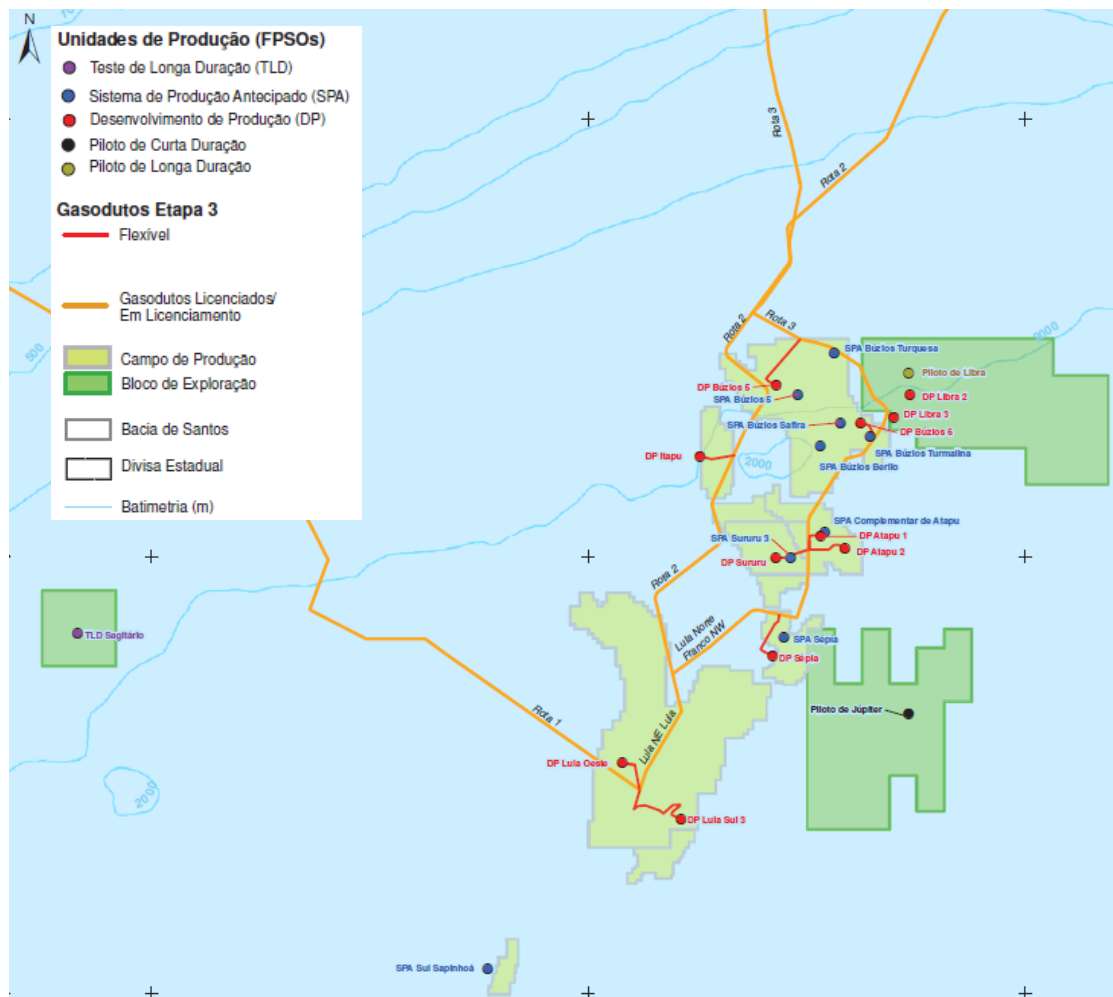 N
Unidades de Produção (FPSOs)
Teste de Longa Duração (TLD)
Sistema de Produção Antecipado (SPA)
Desenvolvimento de Produção (DP)
Piloto de Curta Duração
Piloto de Longa Duração
Gasodutos Etapa 3
Flexível
Gasodutos Licenciados/
Em Licenciamento
Campo de Produção
Bloco de Exploração
Bacia de Santos
Divisa Estadual
Batimetria (m)
500
2000
Rota 3
Rota 2
Rota 2
Rota 3
2000
SPA Búzios Turquesa
Piloto de Libra
DP Búzios 5
SPA Búzios 5
DP Libra 2
DP Libra 3
SPA Búzios Safira
DP Búzios 6
SPA Búzios Turmalina
DP Itapu
2000
SPA Búzios Berilo
SPA Complementar de Atapu
SPA Sururu 3
DP Atapu 1
DP Atapu 2
DP Sururu
Rota 2
TLD Sagitário
Lula Norte
Franco NW
SPA Sépia
DP Sépia
Piloto de Júpiter
Rota 1
Lula NE Lula
DP Lula Oeste
DP Lula Sul 3
SPA Sul Sapinhoá